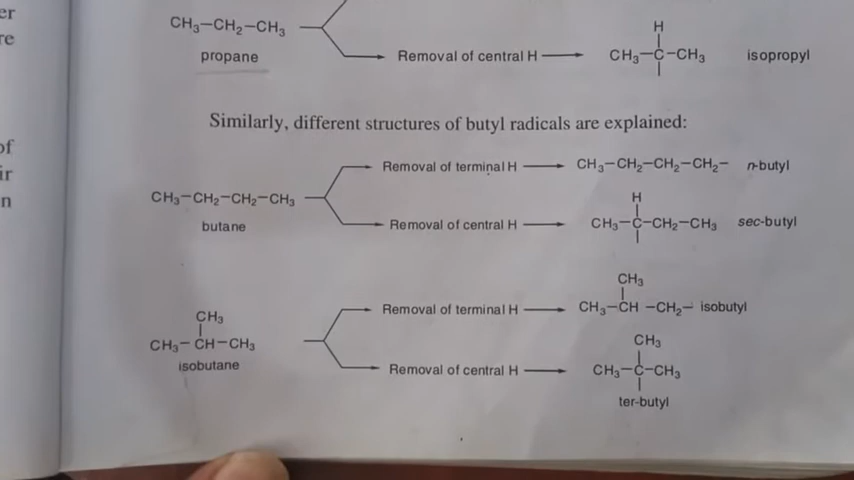 er
re
of
ir
n
CH₃−CH₂−CH₃
propane
Removal of central H
H
CH₃−C−CH₃
isopropyl
Similarly, different structures of butyl radicals are explained:
CH₃−CH₂−CH₂−CH₃
butane
Removal of terminal H
CH₃−CH₂−CH₂−CH₂−
n-butyl
Removal of central H
H
CH₃−C−CH₂−CH₃
sec-butyl
CH₃
CH₃−CH−CH₃
isobutane
Removal of terminal H
CH₃
CH₃−CH−CH₂−
isobutyl
Removal of central H
CH₃
CH₃−C−CH₃
ter-butyl